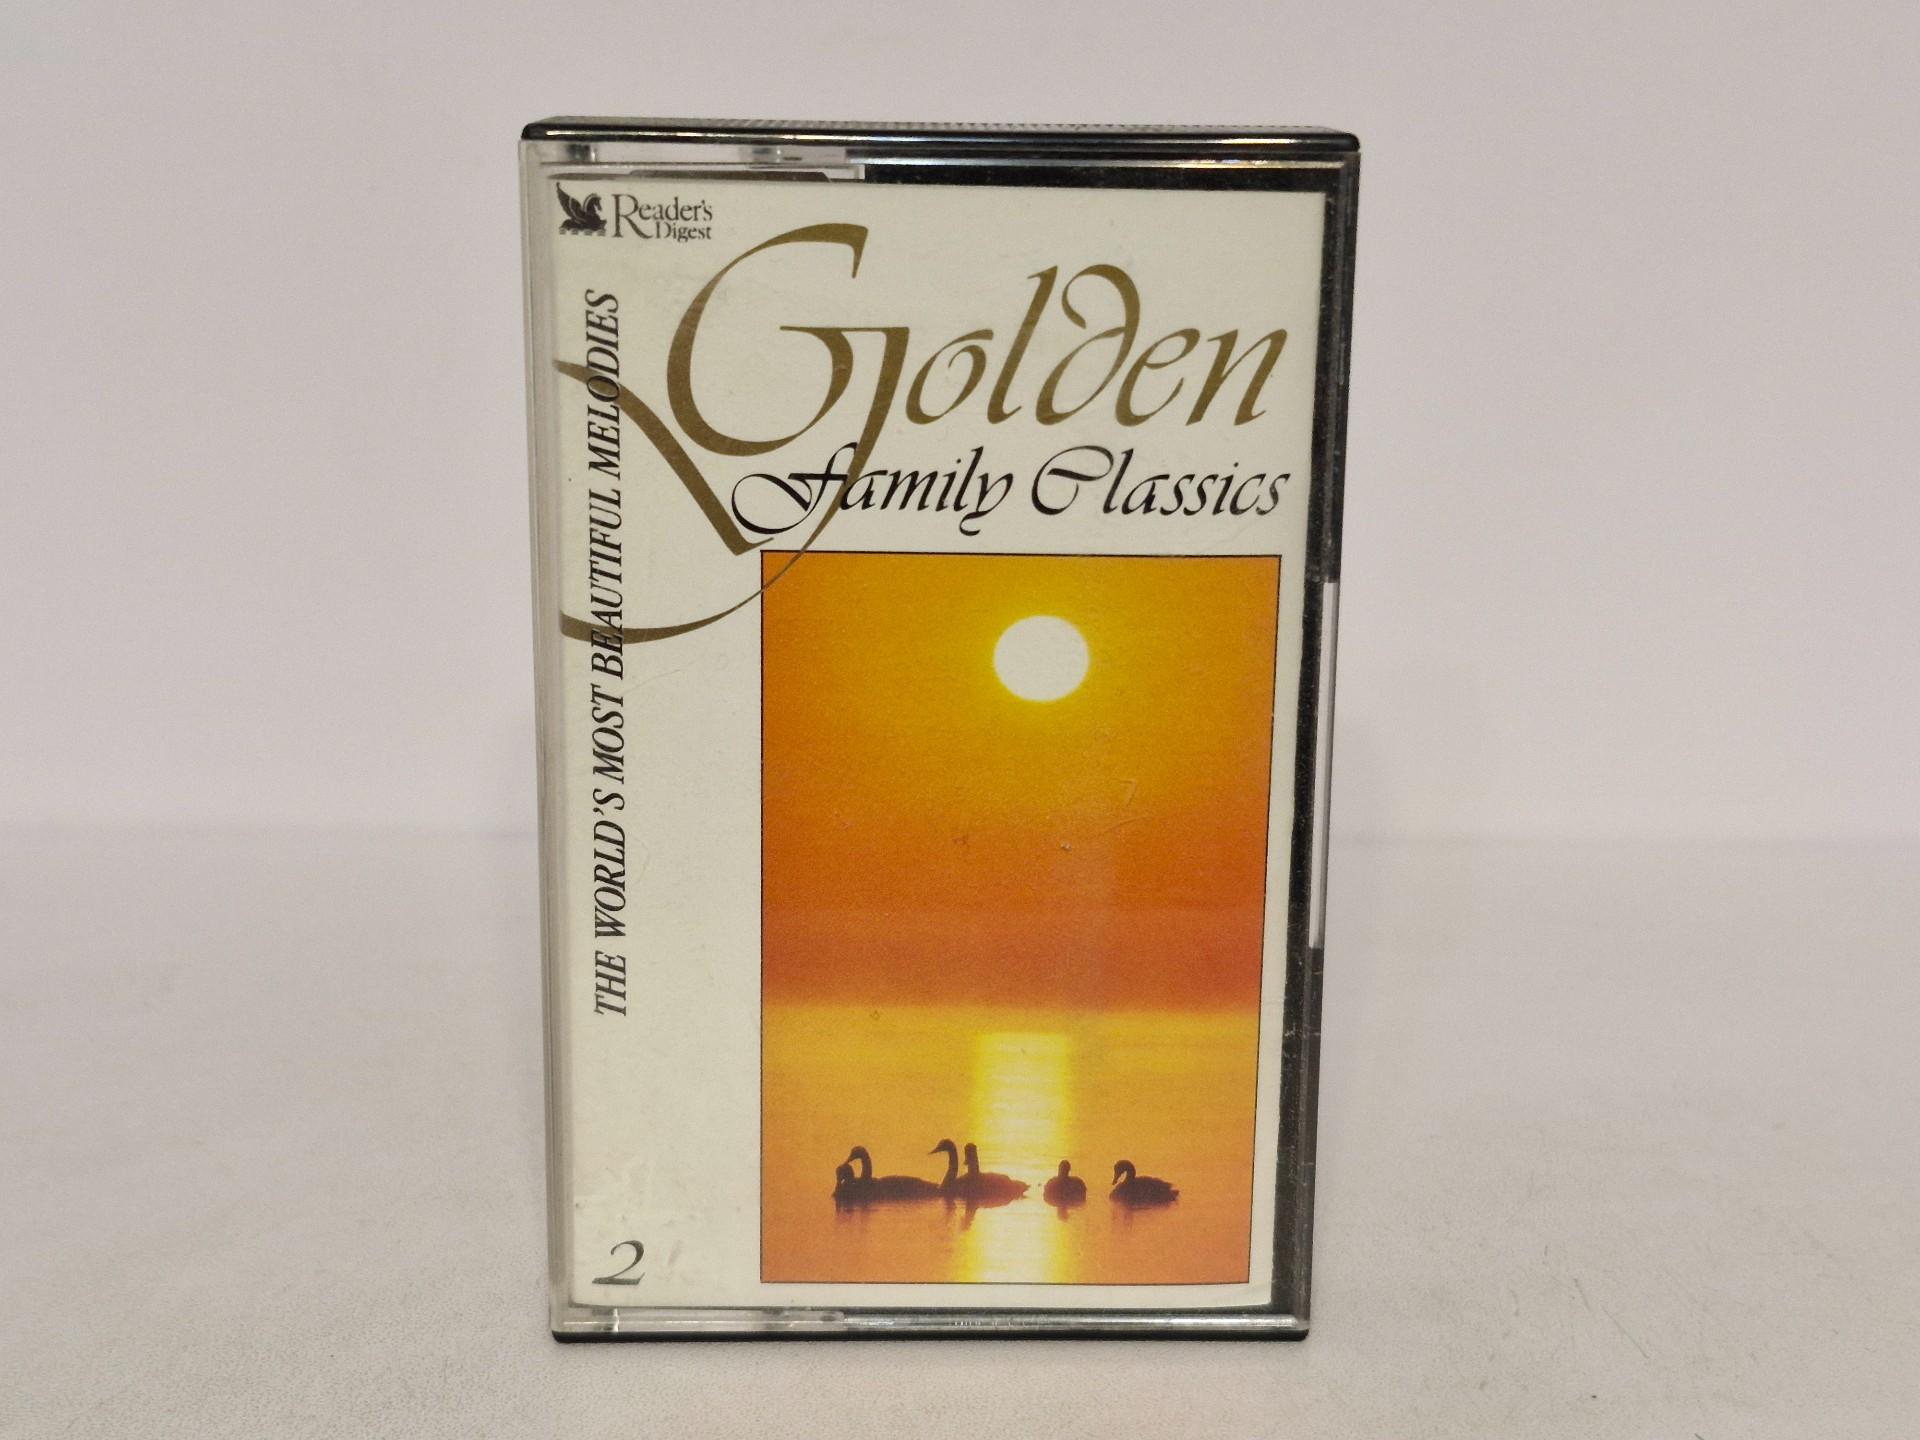 Reader's
Digest
Golden
Family Classics
THE WORLD'S MOST BEAUTIFUL MELODIES
2